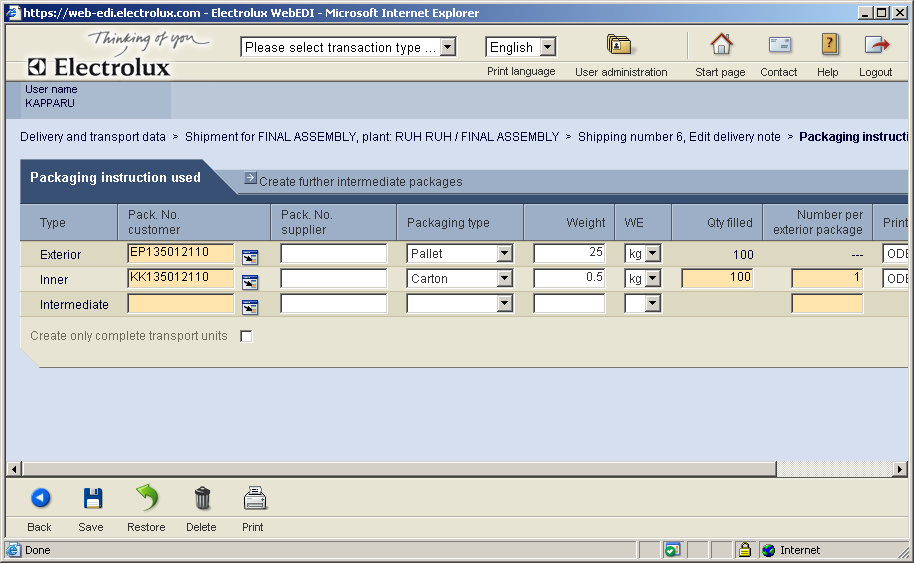 https://web-edi.electrolux.com - Electrolux WebEDI - Microsoft Internet Explorer
Thinking of you
Electrolux
Please select transaction type ...
English
Print language
User administration
Start page
Contact
Help
Logout
User name
KAPPARU
Delivery and transport data > Shipment for FINAL ASSEMBLY, plant: RUH RUH / FINAL ASSEMBLY > Shipping number 6, Edit delivery note > Packaging instructi
Packaging instruction used
Create further intermediate packages
Type
Pack. No. customer
Pack. No. supplier
Packaging type
Weight
WE
Qty filled
Number per exterior package
Print
Exterior EP135012110 Pallet 25 kg 100 --- ODE
Inner KK135012110 Carton 0.5 kg 100 1 ODE
Intermediate
Create only complete transport units
Back
Save
Restore
Delete
Print
Done
Internet